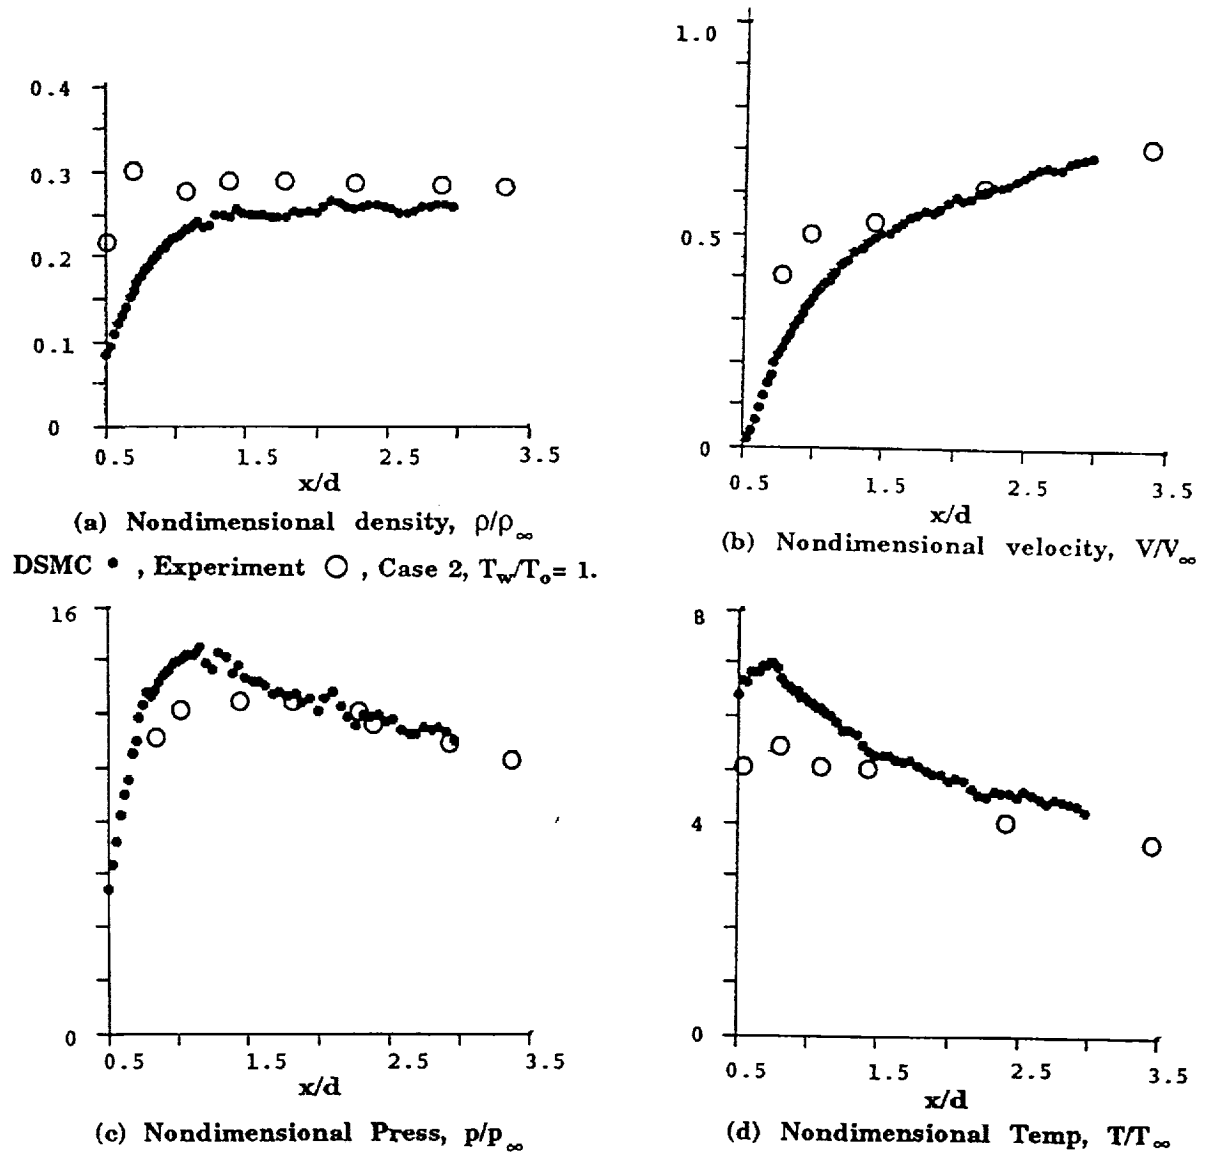 0.4
0.3
0.2
0.1
0
0.5 1.5 2.5 3.5
x/d
(a) Nondimensional density, ρ/ρ∞
1.0
0.5
0
0.5 1.5 2.5 3.5
x/d
(b) Nondimensional velocity, V/V∞
DSMC ● , Experiment ○ , Case 2, Tw/To= 1.
16
0
0.5 1.5 2.5 3.5
x/d
(c) Nondimensional Press, p/p∞
8
4
0
0.5 1.5 2.5 3.5
x/d
(d) Nondimensional Temp, T/T∞